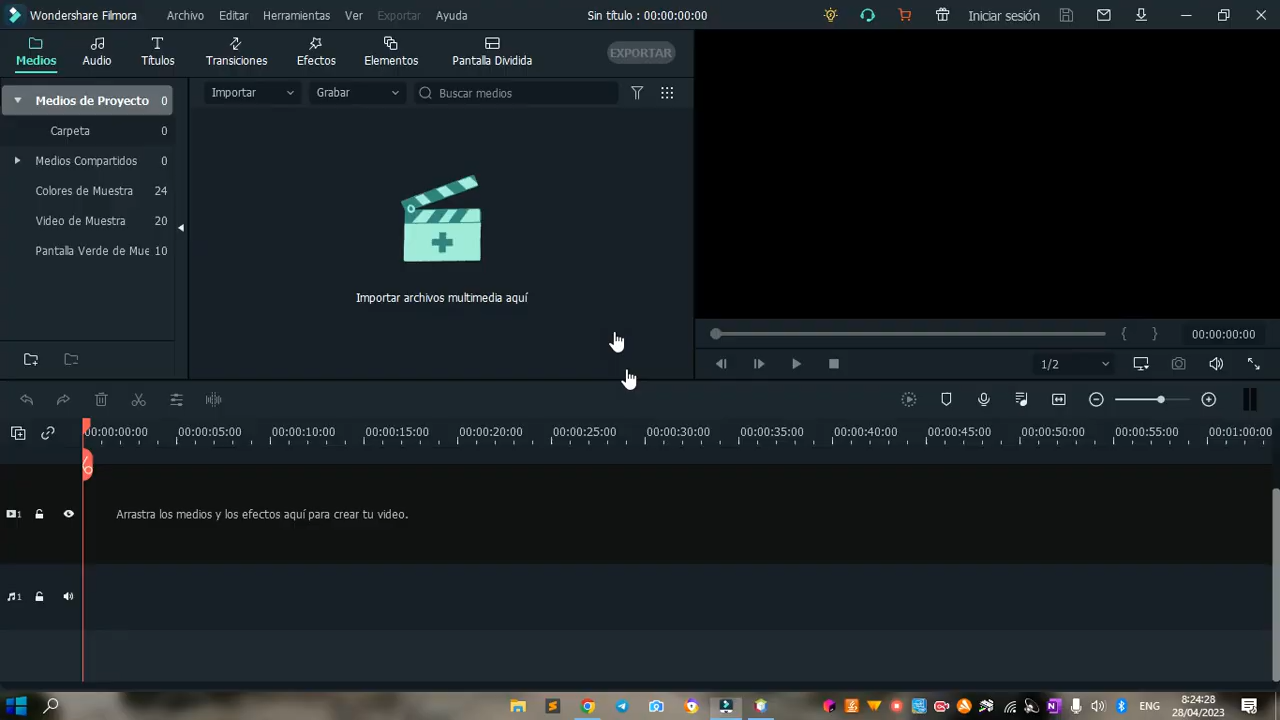 Wondershare Filmora
Archivo
Editar
Herramientas
Ver
Exportar
Ayuda
Sin título : 00:00:00:00
Iniciar sesión
Medios
Audio
Títulos
Transiciones
Efectos
Elementos
Pantalla Dividida
EXPORTAR
Medios de Proyecto 0
Carpeta 0
Medios Compartidos 0
Colores de Muestra 24
Video de Muestra 20
Pantalla Verde de Mue 10
Importar
Grabar
Buscar medios
Importar archivos multimedia aquí
{ }
00:00:00:00
1/2
00:00:00:00 00:00:05:00 00:00:10:00 00:00:15:00 00:00:20:00 00:00:25:00 00:00:30:00 00:00:35:00 00:00:40:00 00:00:45:00 00:00:50:00 00:00:55:00 00:01:00:00
1
Arrastra los medios y los efectos aquí para crear tu video.
1
ENG
8:24:28
28/04/2023